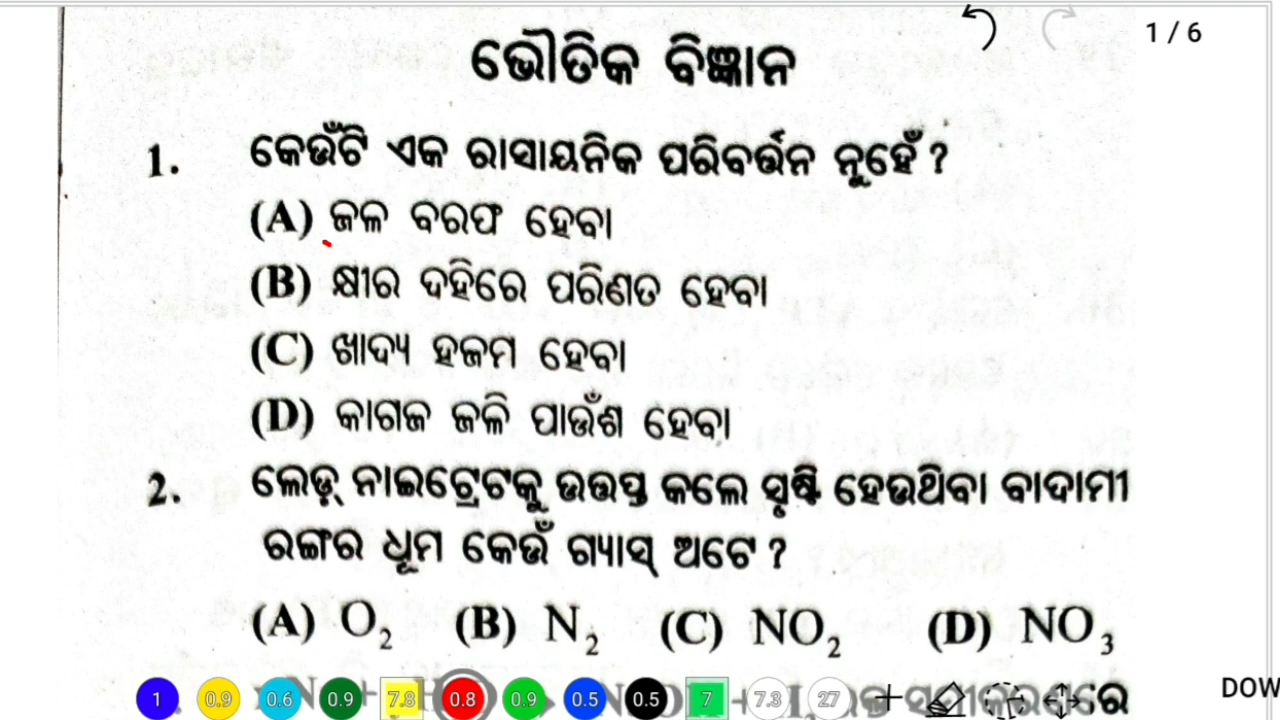 1 / 6
ଭୌତିକ ବିଜ୍ଞାନ
1. କେଉଁଟି ଏକ ରାସାୟନିକ ପରିବର୍ତ୍ତନ ନୁହେଁ ?
(A) ଜଳ ବରଫ ହେବା
(B) କ୍ଷୀର ଦହିରେ ପରିଣତ ହେବା
(C) ଖାଦ୍ୟ ହଜମ ହେବା
(D) କାଗଜ ଜଳି ପାଉଁଶ ହେବା
2. ଲେଡ୍ ନାଇଟ୍ରେଟକୁ ଉତ୍ତପ୍ତ କଲେ ସୃଷ୍ଟି ହେଉଥିବା ବାଦାମୀ
ରଙ୍ଗର ଧୂମ କେଉଁ ଗ୍ୟାସ୍ ଅଟେ ?
(A) O₂ (B) N₂ (C) NO₂ (D) NO₃
1 0.9 0.6 0.9 7.8 0.8 0.9 0.5 0.5 7 7.3 27
DOW